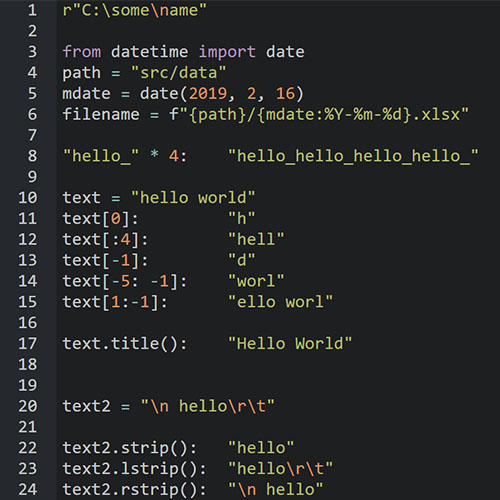 1 r"C:\some\name"
2
3 from datetime import date
4 path = "src/data"
5 mdate = date(2019, 2, 16)
6 filename = f"{path}/{mdate:%Y-%m-%d}.xlsx"
7
8 "hello_" * 4: "hello_hello_hello_hello_"
9
10 text = "hello world"
11 text[0]: "h"
12 text[:4]: "hell"
13 text[-1]: "d"
14 text[-5: -1]: "worl"
15 text[1:-1]: "ello worl"
16
17 text.title(): "Hello World"
18
19
20 text2 = "\n hello\r\t"
21
22 text2.strip(): "hello"
23 text2.lstrip(): "hello\r\t"
24 text2.rstrip(): "\n hello"